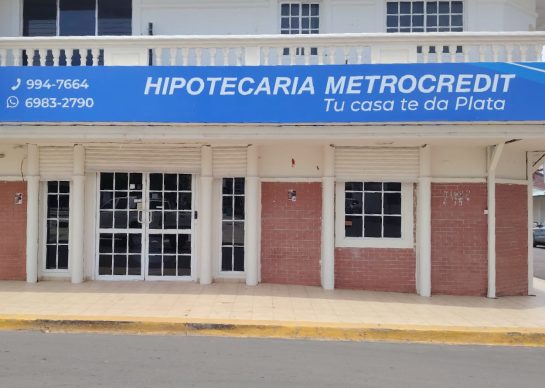 994-7664
6983-2790
HIPOTECARIA METROCREDIT
Tu casa te da Plata